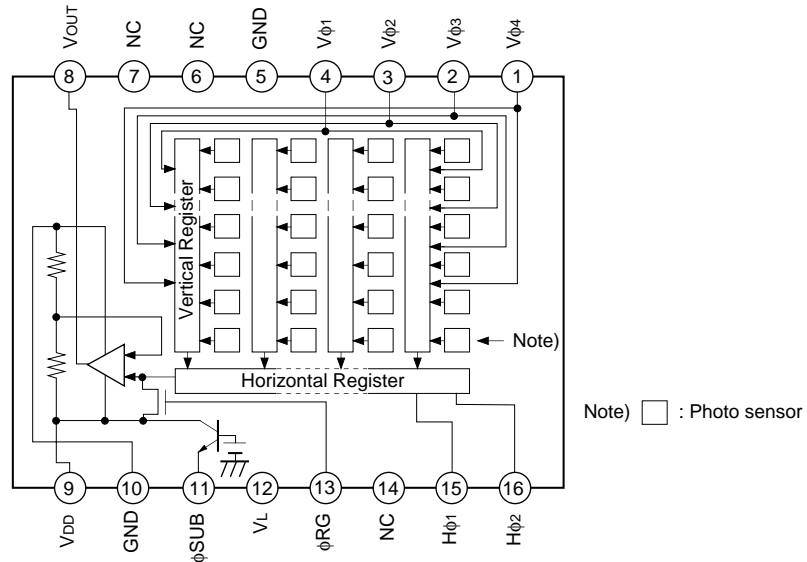 VOUT
NC
NC
GND
Vϕ1
Vϕ2
Vϕ3
Vϕ4
8
7
6
5
4
3
2
1
Vertical Register
Note)
Horizontal Register
Note) : Photo sensor
9
10
11
12
13
14
15
16
VDD
GND
ϕSUB
VL
ϕRG
NC
Hϕ1
Hϕ2